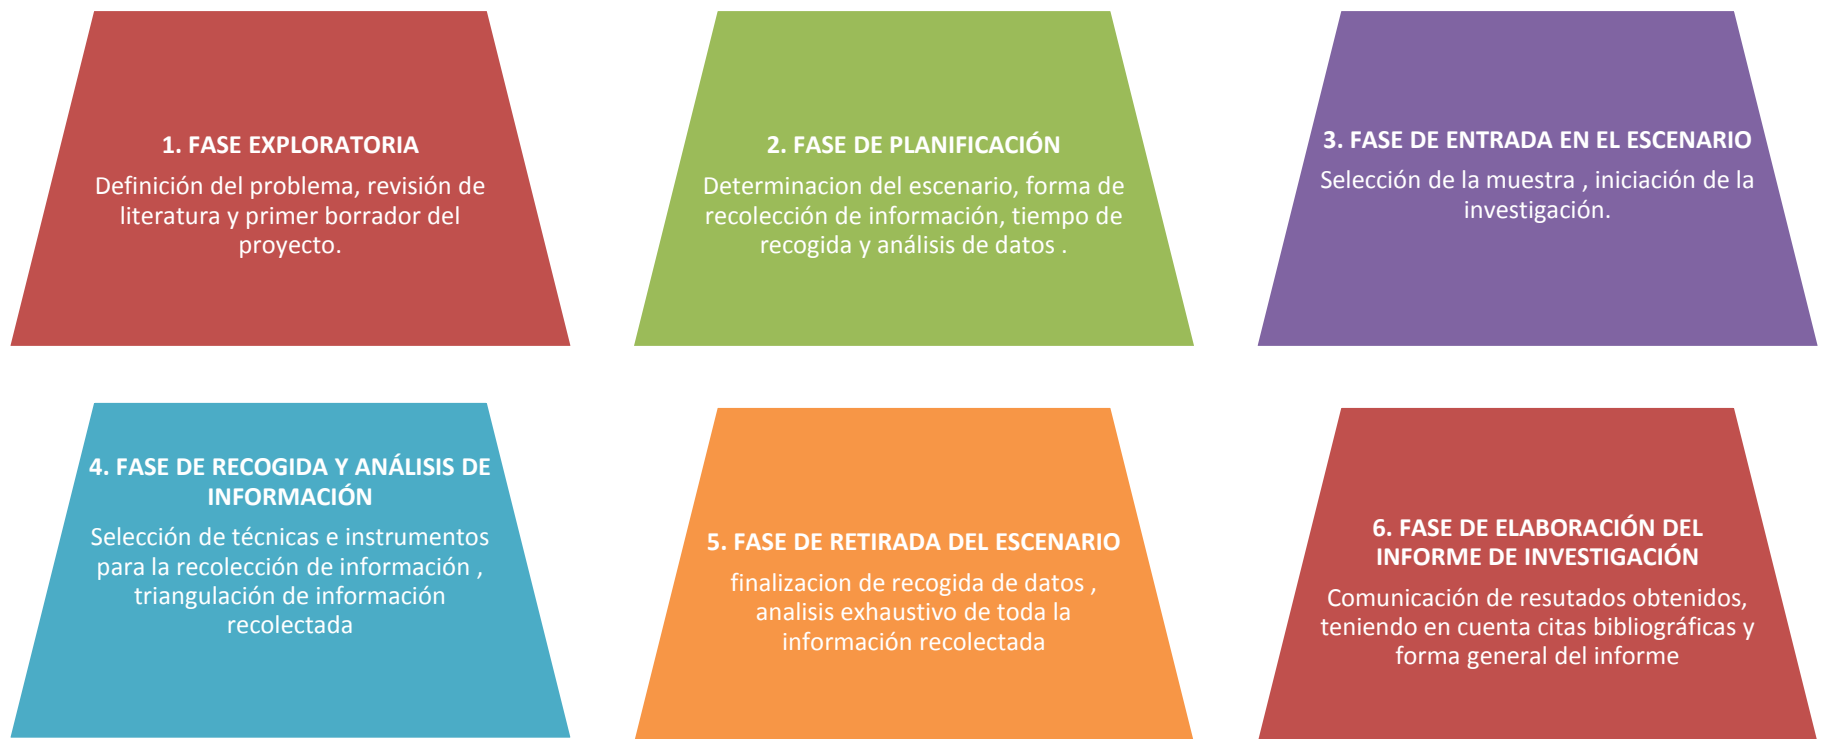 1. FASE EXPLORATORIA
Definición del problema, revisión de
literatura y primer borrador del
proyecto.
2. FASE DE PLANIFICACIÓN
Determinacion del escenario, forma de
recolección de información, tiempo de
recogida y análisis de datos .
3. FASE DE ENTRADA EN EL ESCENARIO
Selección de la muestra , iniciación de la
investigación.
4. FASE DE RECOGIDA Y ANÁLISIS DE
INFORMACIÓN
Selección de técnicas e instrumentos
para la recolección de información ,
triangulación de información
recolectada
5. FASE DE RETIRADA DEL ESCENARIO
finalizacion de recogida de datos ,
analisis exhaustivo de toda la
información recolectada
6. FASE DE ELABORACIÓN DEL
INFORME DE INVESTIGACIÓN
Comunicación de resutados obtenidos,
teniendo en cuenta citas bibliográficas y
forma general del informe